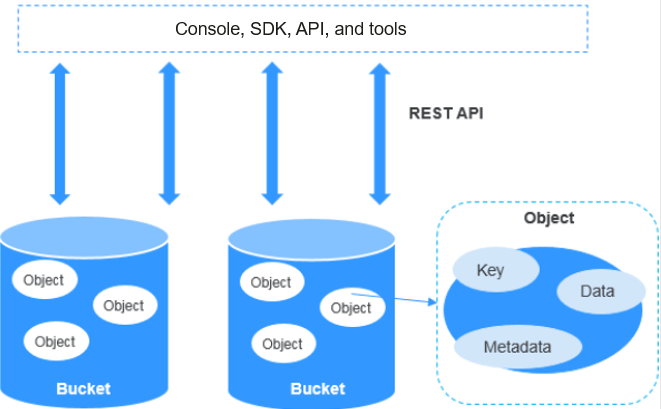 Console, SDK, API, and tools
REST API
Object
Object
Object
Bucket
Object
Object
Object
Bucket
Object
Key
Data
Metadata